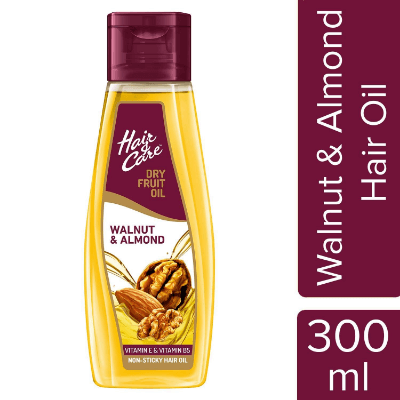 Hair
& Care
DRY
FRUIT
OIL
WALNUT
& ALMOND
VITAMIN E & VITAMIN B5
NON-STICKY HAIR OIL
Walnut & Almond
Hair Oil
300
ml